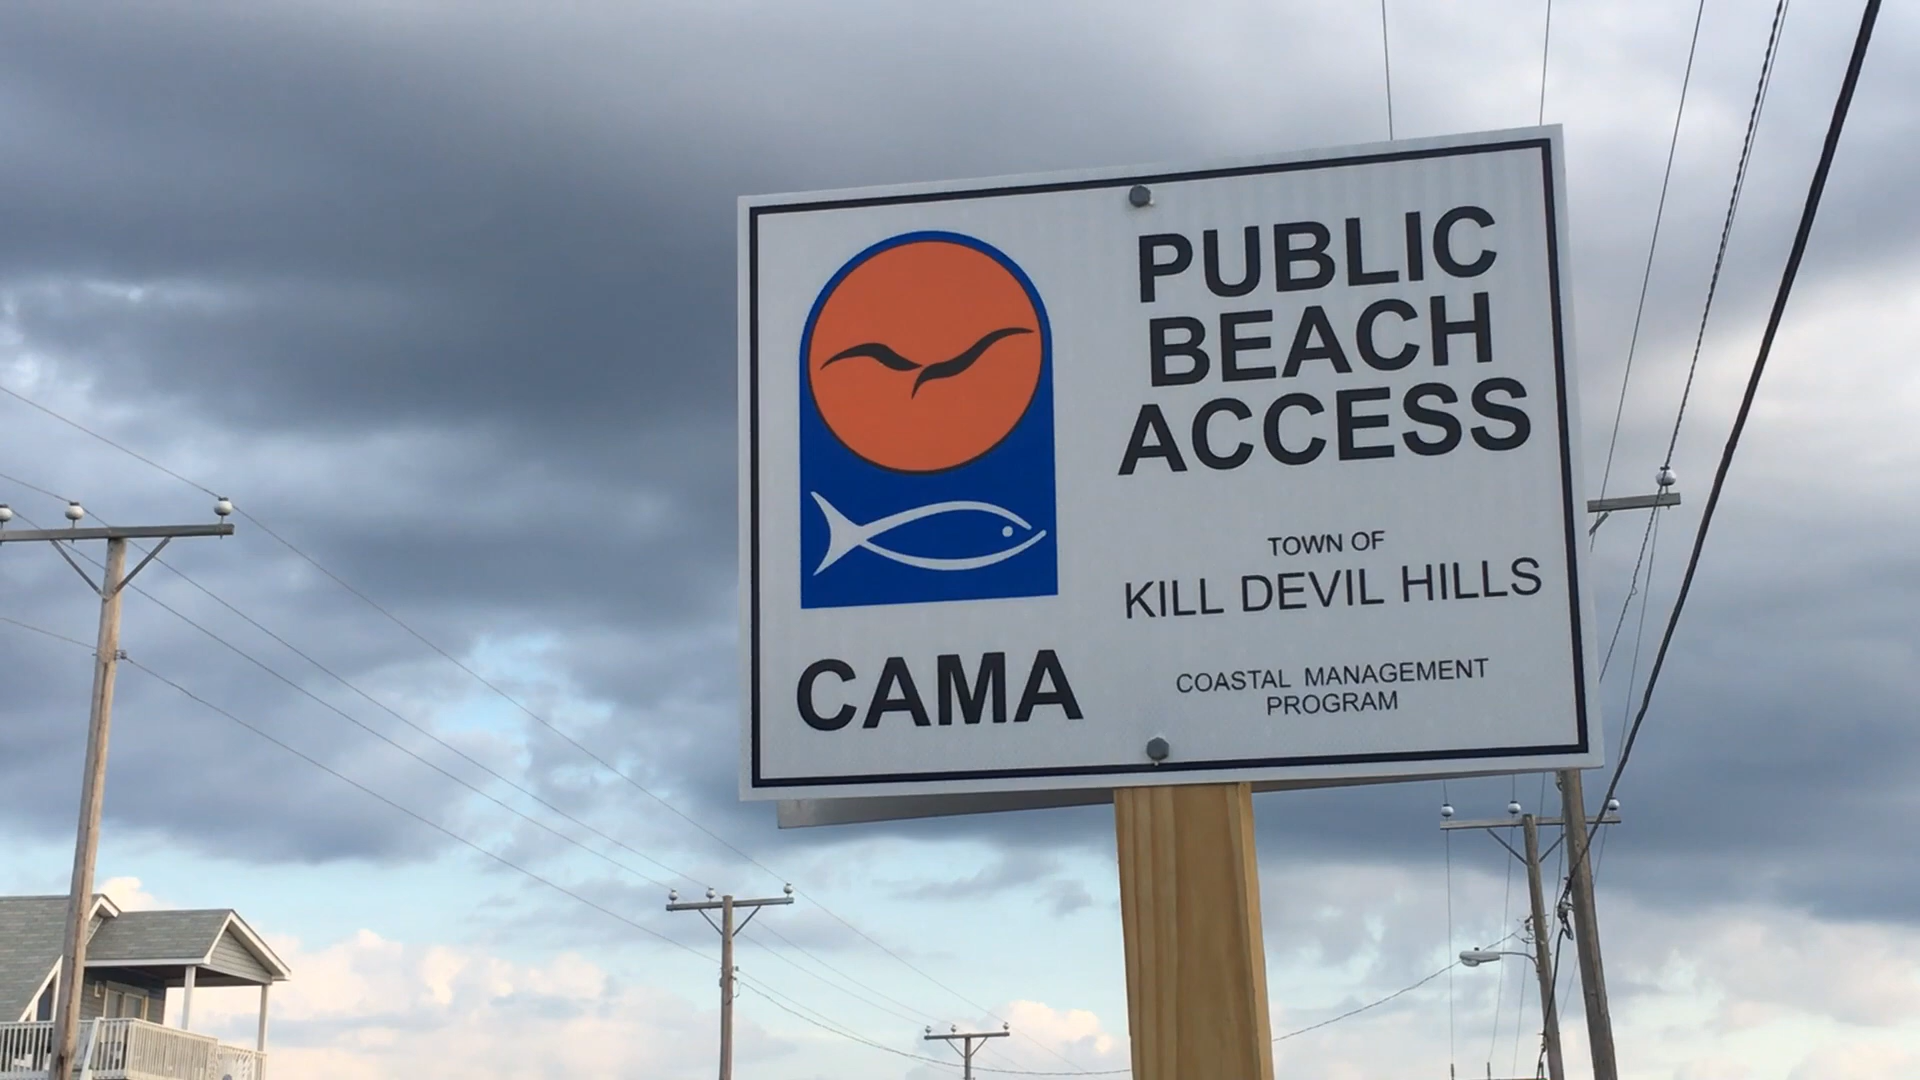 PUBLIC
BEACH
ACCESS
TOWN OF
KILL DEVIL HILLS
CAMA
COASTAL MANAGEMENT
PROGRAM